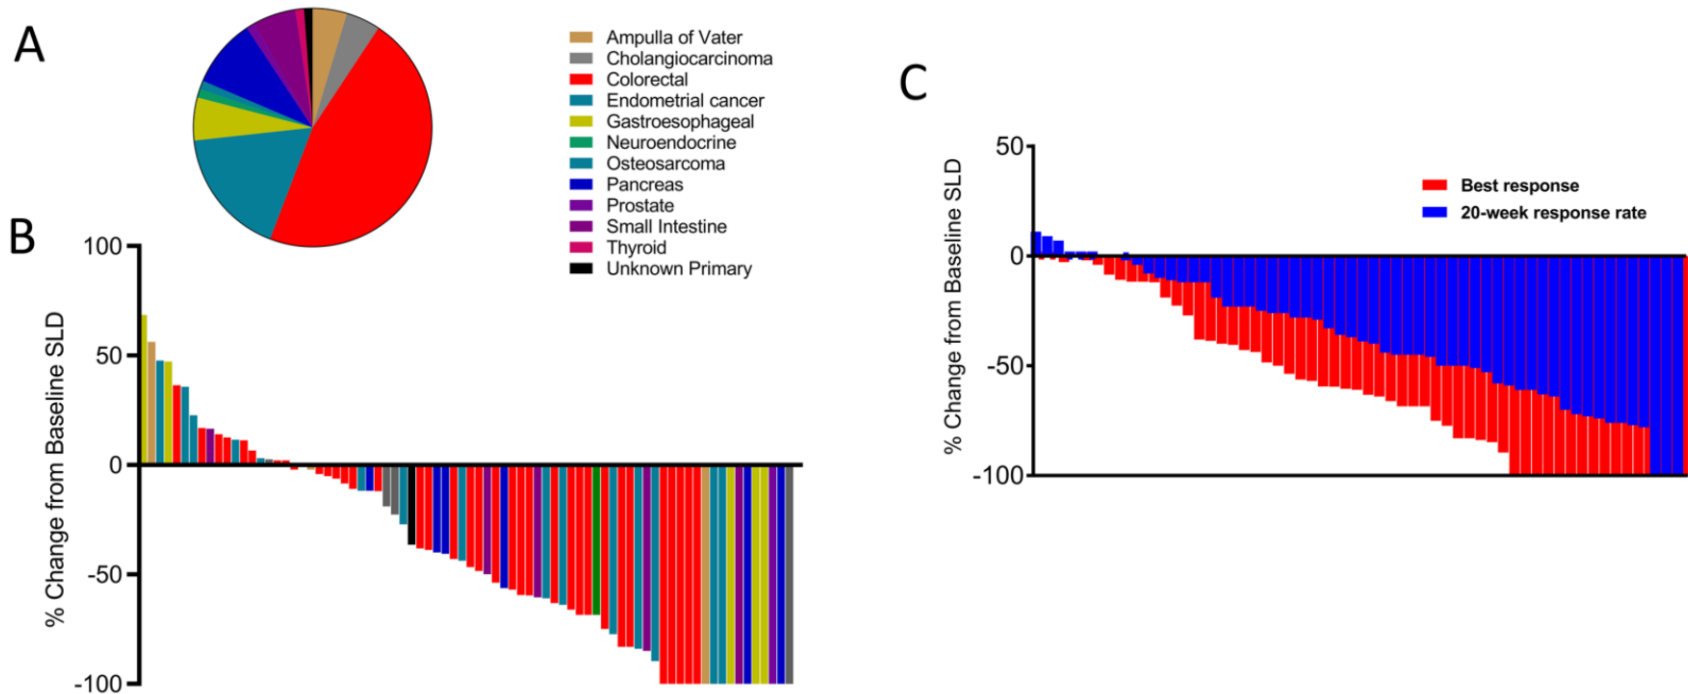 A
Ampulla of Vater
Cholangiocarcinoma
Colorectal
Endometrial cancer
Gastroesophageal
Neuroendocrine
Osteosarcoma
Pancreas
Prostate
Small Intestine
Thyroid
Unknown Primary
B
% Change from Baseline SLD
100
50
0
-50
-100
C
% Change from Baseline SLD
50
0
-50
-100
Best response
20-week response rate